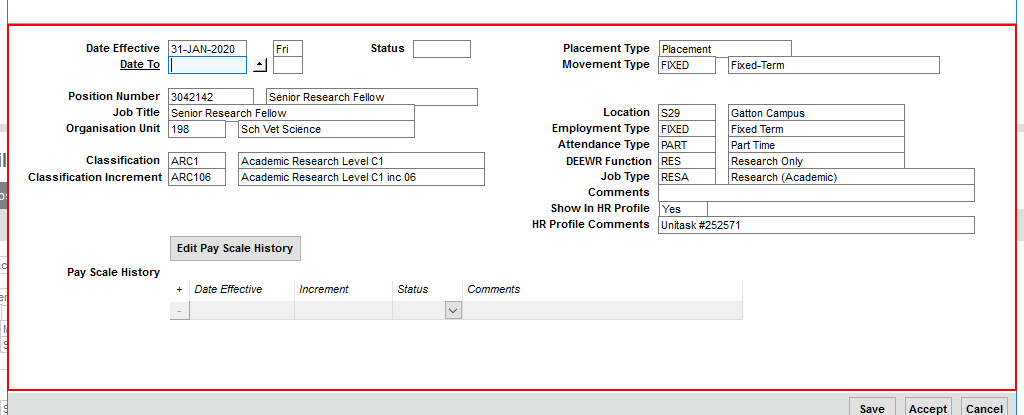 Date Effective 31-JAN-2020 Fri Status Placement Type Placement
Date To Movement Type FIXED Fixed-Term
Position Number 3042142 Senior Research Fellow
Job Title Senior Research Fellow Location S29 Gatton Campus
Organisation Unit 198 Sch Vet Science Employment Type FIXED Fixed Term
Attendance Type PART Part Time
Classification ARC1 Academic Research Level C1 DEEWR Function RES Research Only
Classification Increment ARC106 Academic Research Level C1 inc 06 Job Type RESA Research (Academic)
Comments
Show In HR Profile Yes
HR Profile Comments Unitask #252571
Edit Pay Scale History
Pay Scale History
+ Date Effective Increment Status Comments
-
Save Accept Cancel